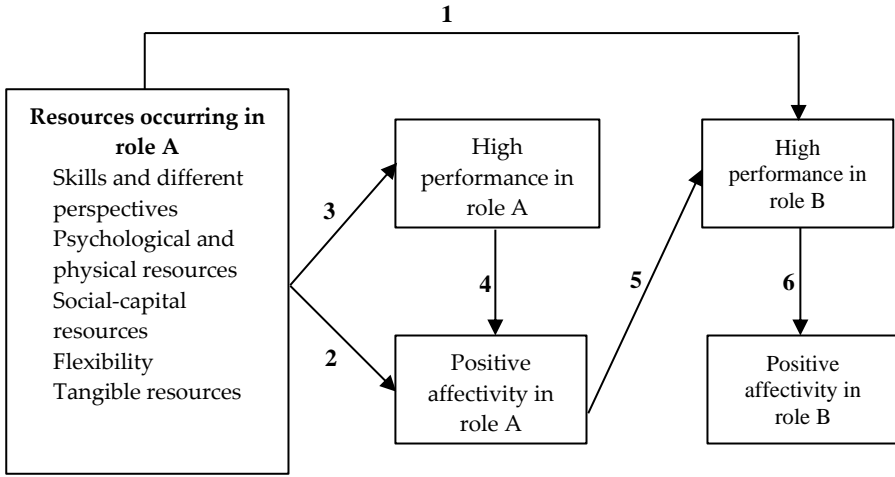 1
Resources occurring in
role A
Skills and different
perspectives
Psychological and
physical resources
Social-capital
resources
Flexibility
Tangible resources
3
2
High
performance in
role A
4
Positive
affectivity in
role A
5
High
performance in
role B
6
Positive
affectivity in
role B